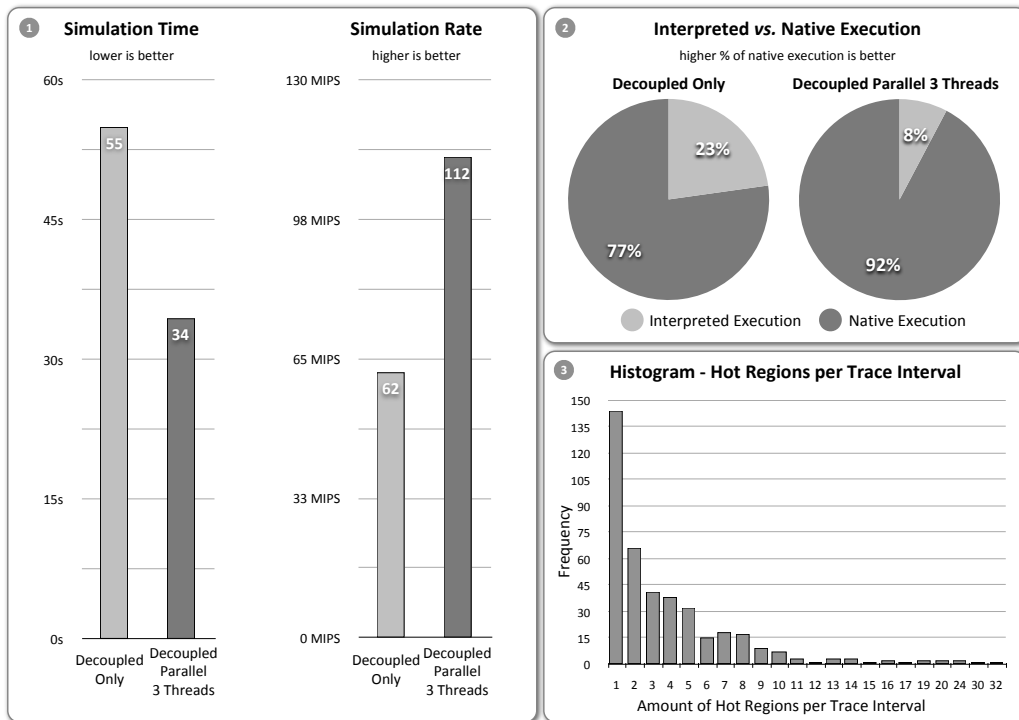 1
Simulation Time
lower is better
60s
45s
30s
15s
0s
55
34
Decoupled
Only
Decoupled
Parallel
3 Threads
Simulation Rate
higher is better
130 MIPS
98 MIPS
65 MIPS
33 MIPS
0 MIPS
62
112
Decoupled
Only
Decoupled
Parallel
3 Threads
2
Interpreted vs. Native Execution
higher % of native execution is better
Decoupled Only
23%
77%
Decoupled Parallel 3 Threads
8%
92%
Interpreted Execution
Native Execution
3
Histogram - Hot Regions per Trace Interval
Frequency
150
135
120
105
90
75
60
45
30
15
0
1 2 3 4 5 6 7 8 9 10 11 12 13 14 15 16 17 19 20 24 30 32
Amount of Hot Regions per Trace Interval